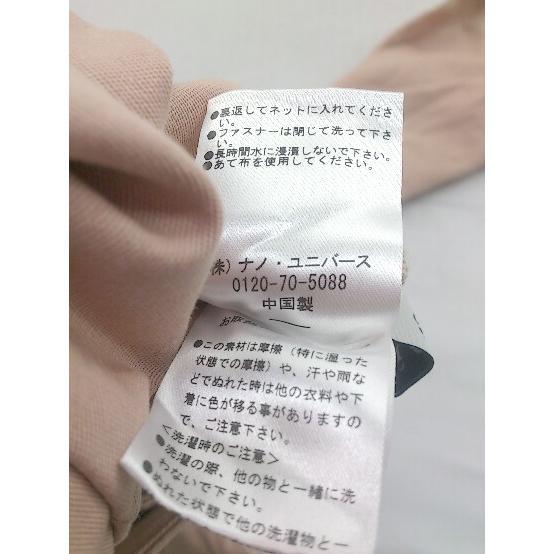 ●裏返してネットに入れてくださ
い。
●ファスナーは閉じて洗って下さ
い。
●長時間水に浸漬しないで下さい。
●あて布を使用してください。
(株)ナノ・ユニバース
0120-70-5088
中国製
●この素材は摩擦(特に湿った
状態での摩擦)や、汗や雨な
どでぬれた時は他の衣料や下
着に色が移る事がありますの
で、ご注意下さい。
<洗濯時のご注意>
●洗濯の際、他の物と一緒に洗
わないで下さい。
●ぬれた状態で他の洗濯物と一